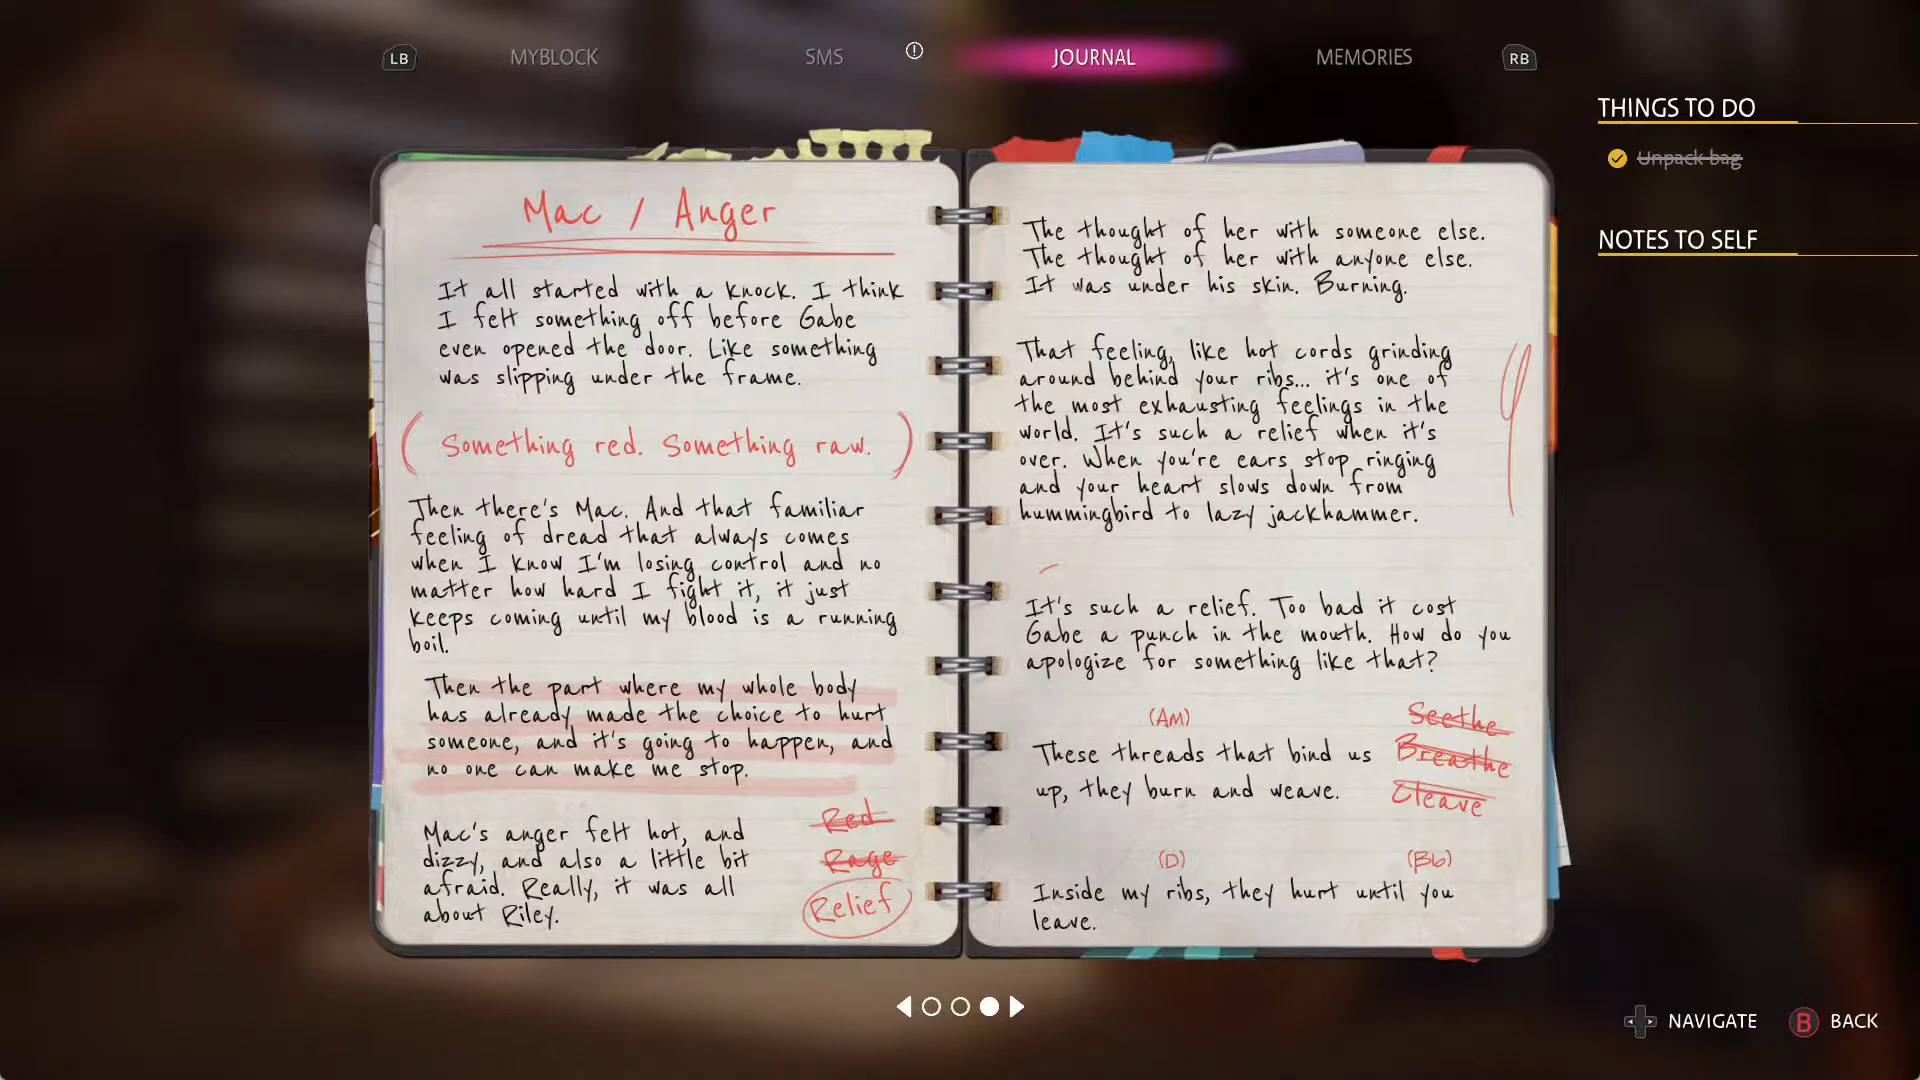 LB MYBLOCK SMS JOURNAL MEMORIES RB
THINGS TO DO
Unpack bag
NOTES TO SELF
Mac / Anger
It all started with a knock. I think
I felt something off before Gabe
even opened the door. Like something
was slipping under the frame.
(Something red. Something raw.)
Then there's Mac. And that familiar
feeling of dread that always comes
when I know I'm losing control and no
matter how hard I fight it, it just
keeps coming until my blood is a running
boil.
Then the part where my whole body
has already made the choice to hurt
someone, and it's going to happen, and
no one can make me stop.
Mac's anger felt hot, and
dizzy, and also a little bit
afraid. Really, it was all
about Riley.
Red
Rage
Relief
The thought of her with someone else.
The thought of her with anyone else.
It was under his skin. Burning.
That feeling, like hot cords grinding
around behind your ribs... it's one of
the most exhausting feelings in the
world. It's such a relief when it's
over. When you're ears stop ringing
and your heart slows down from
hummingbird to lazy jackhammer.
It's such a relief. Too bad it cost
Gabe a punch in the mouth. How do you
apologize for something like that?
(Am)
These threads that bind us
up, they burn and weave.
Seethe
Breathe
Cleave
(D) (Bb)
Inside my ribs, they hurt until you
leave.
NAVIGATE B BACK